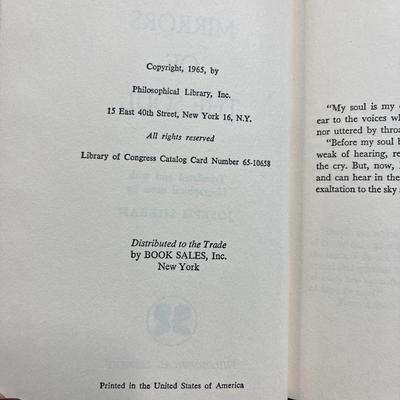 Copyright, 1965, by
Philosophical Library, Inc.
15 East 40th Street, New York 16, N.Y.
All rights reserved
Library of Congress Catalog Card Number 65-10658
Distributed to the Trade
by BOOK SALES, Inc.
New York
Printed in the United States of America
"My soul is my
ear to the voices wh
nor uttered by throa
"Before my soul b
weak of hearing, re
the cry. But, now,
and can hear in the
exaltation to the sky